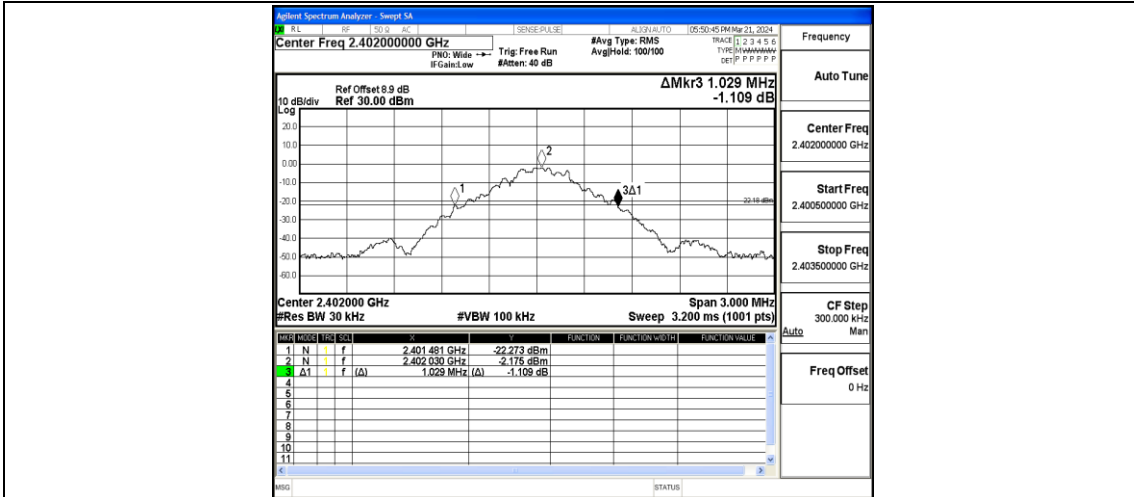 Agilent Spectrum Analyzer - Swept SA
RL RF 50 Ω AC SENSE:PULSE ALIGN AUTO 05:50:45 PM Mar 21, 2024
Center Freq 2.402000000 GHz
PNO: Wide
IFGain:Low
Trig: Free Run
#Atten: 40 dB
#Avg Type: RMS
Avg|Hold: 100/100
TRACE 1 2 3 4 5 6
TYPE MWWWWW
DET P P P P P P
Ref Offset 8.9 dB
10 dB/div Ref 30.00 dBm
Log
ΔMkr3 1.029 MHz
-1.109 dB
20.0
10.0
0.00
-10.0
-20.0
-30.0
-40.0
-50.0
-60.0
1
2
3Δ1
-22.18 dBm
Center 2.402000 GHz Span 3.000 MHz
#Res BW 30 kHz #VBW 100 kHz Sweep 3.200 ms (1001 pts)
MKR MODE TRC SCL X Y FUNCTION FUNCTION WIDTH FUNCTION VALUE
1 N 1 f 2.401 481 GHz -22.273 dBm
2 N 1 f 2.402 030 GHz -2.175 dBm
3 Δ1 1 f (Δ) 1.029 MHz (Δ) -1.109 dB
4
5
6
7
8
9
10
11
MSG STATUS
Frequency
Auto Tune
Center Freq
2.402000000 GHz
Start Freq
2.400500000 GHz
Stop Freq
2.403500000 GHz
CF Step
300.000 kHz
Auto Man
Freq Offset
0 Hz